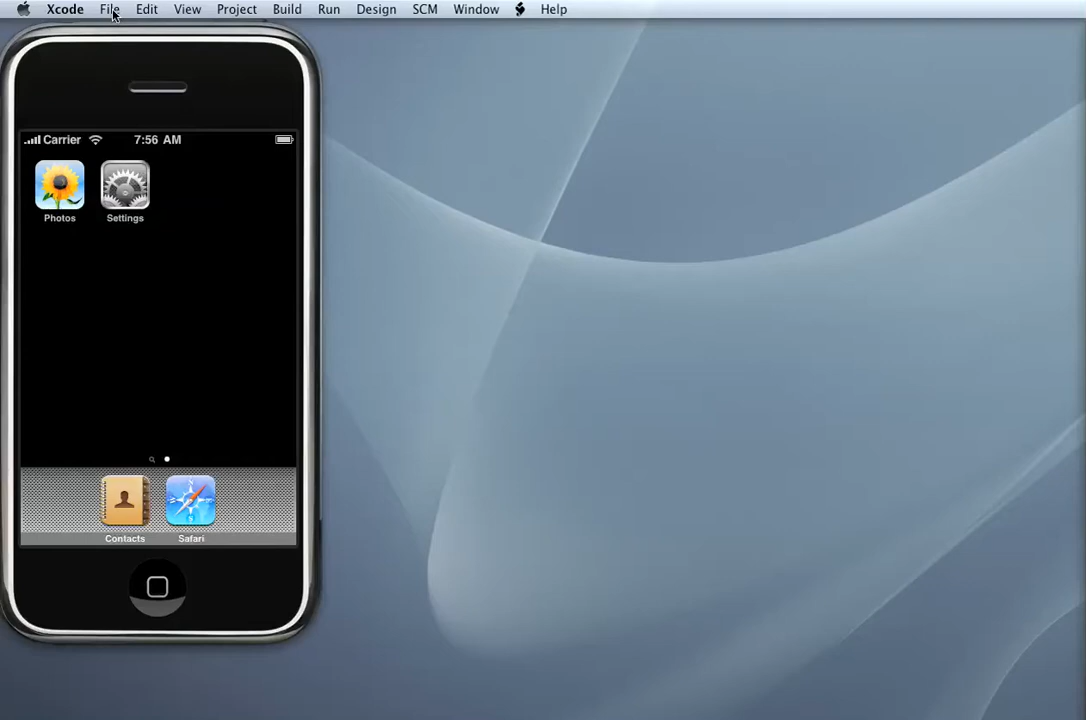 Xcode File Edit View Project Build Run Design SCM Window Help
Carrier 7:56 AM
Photos Settings
Contacts Safari